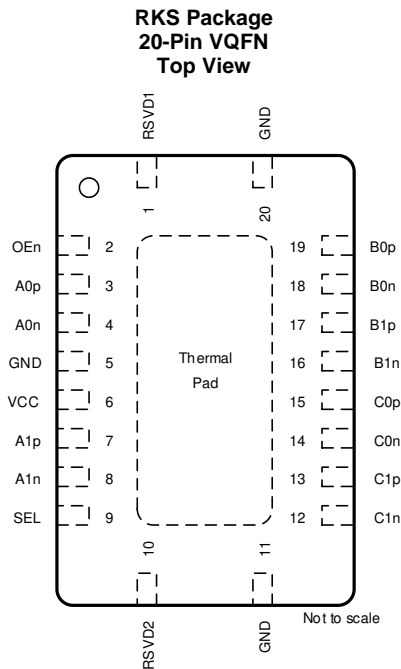 RKS Package
20-Pin VQFN
Top View
RSVD1
GND
1
20
OEn 2
19 B0p
A0p 3
18 B0n
A0n 4
17 B1p
GND 5
16 B1n
VCC 6
15 C0p
A1p 7
14 C0n
A1n 8
13 C1p
SEL 9
12 C1n
Thermal
Pad
10
11
RSVD2
GND
Not to scale